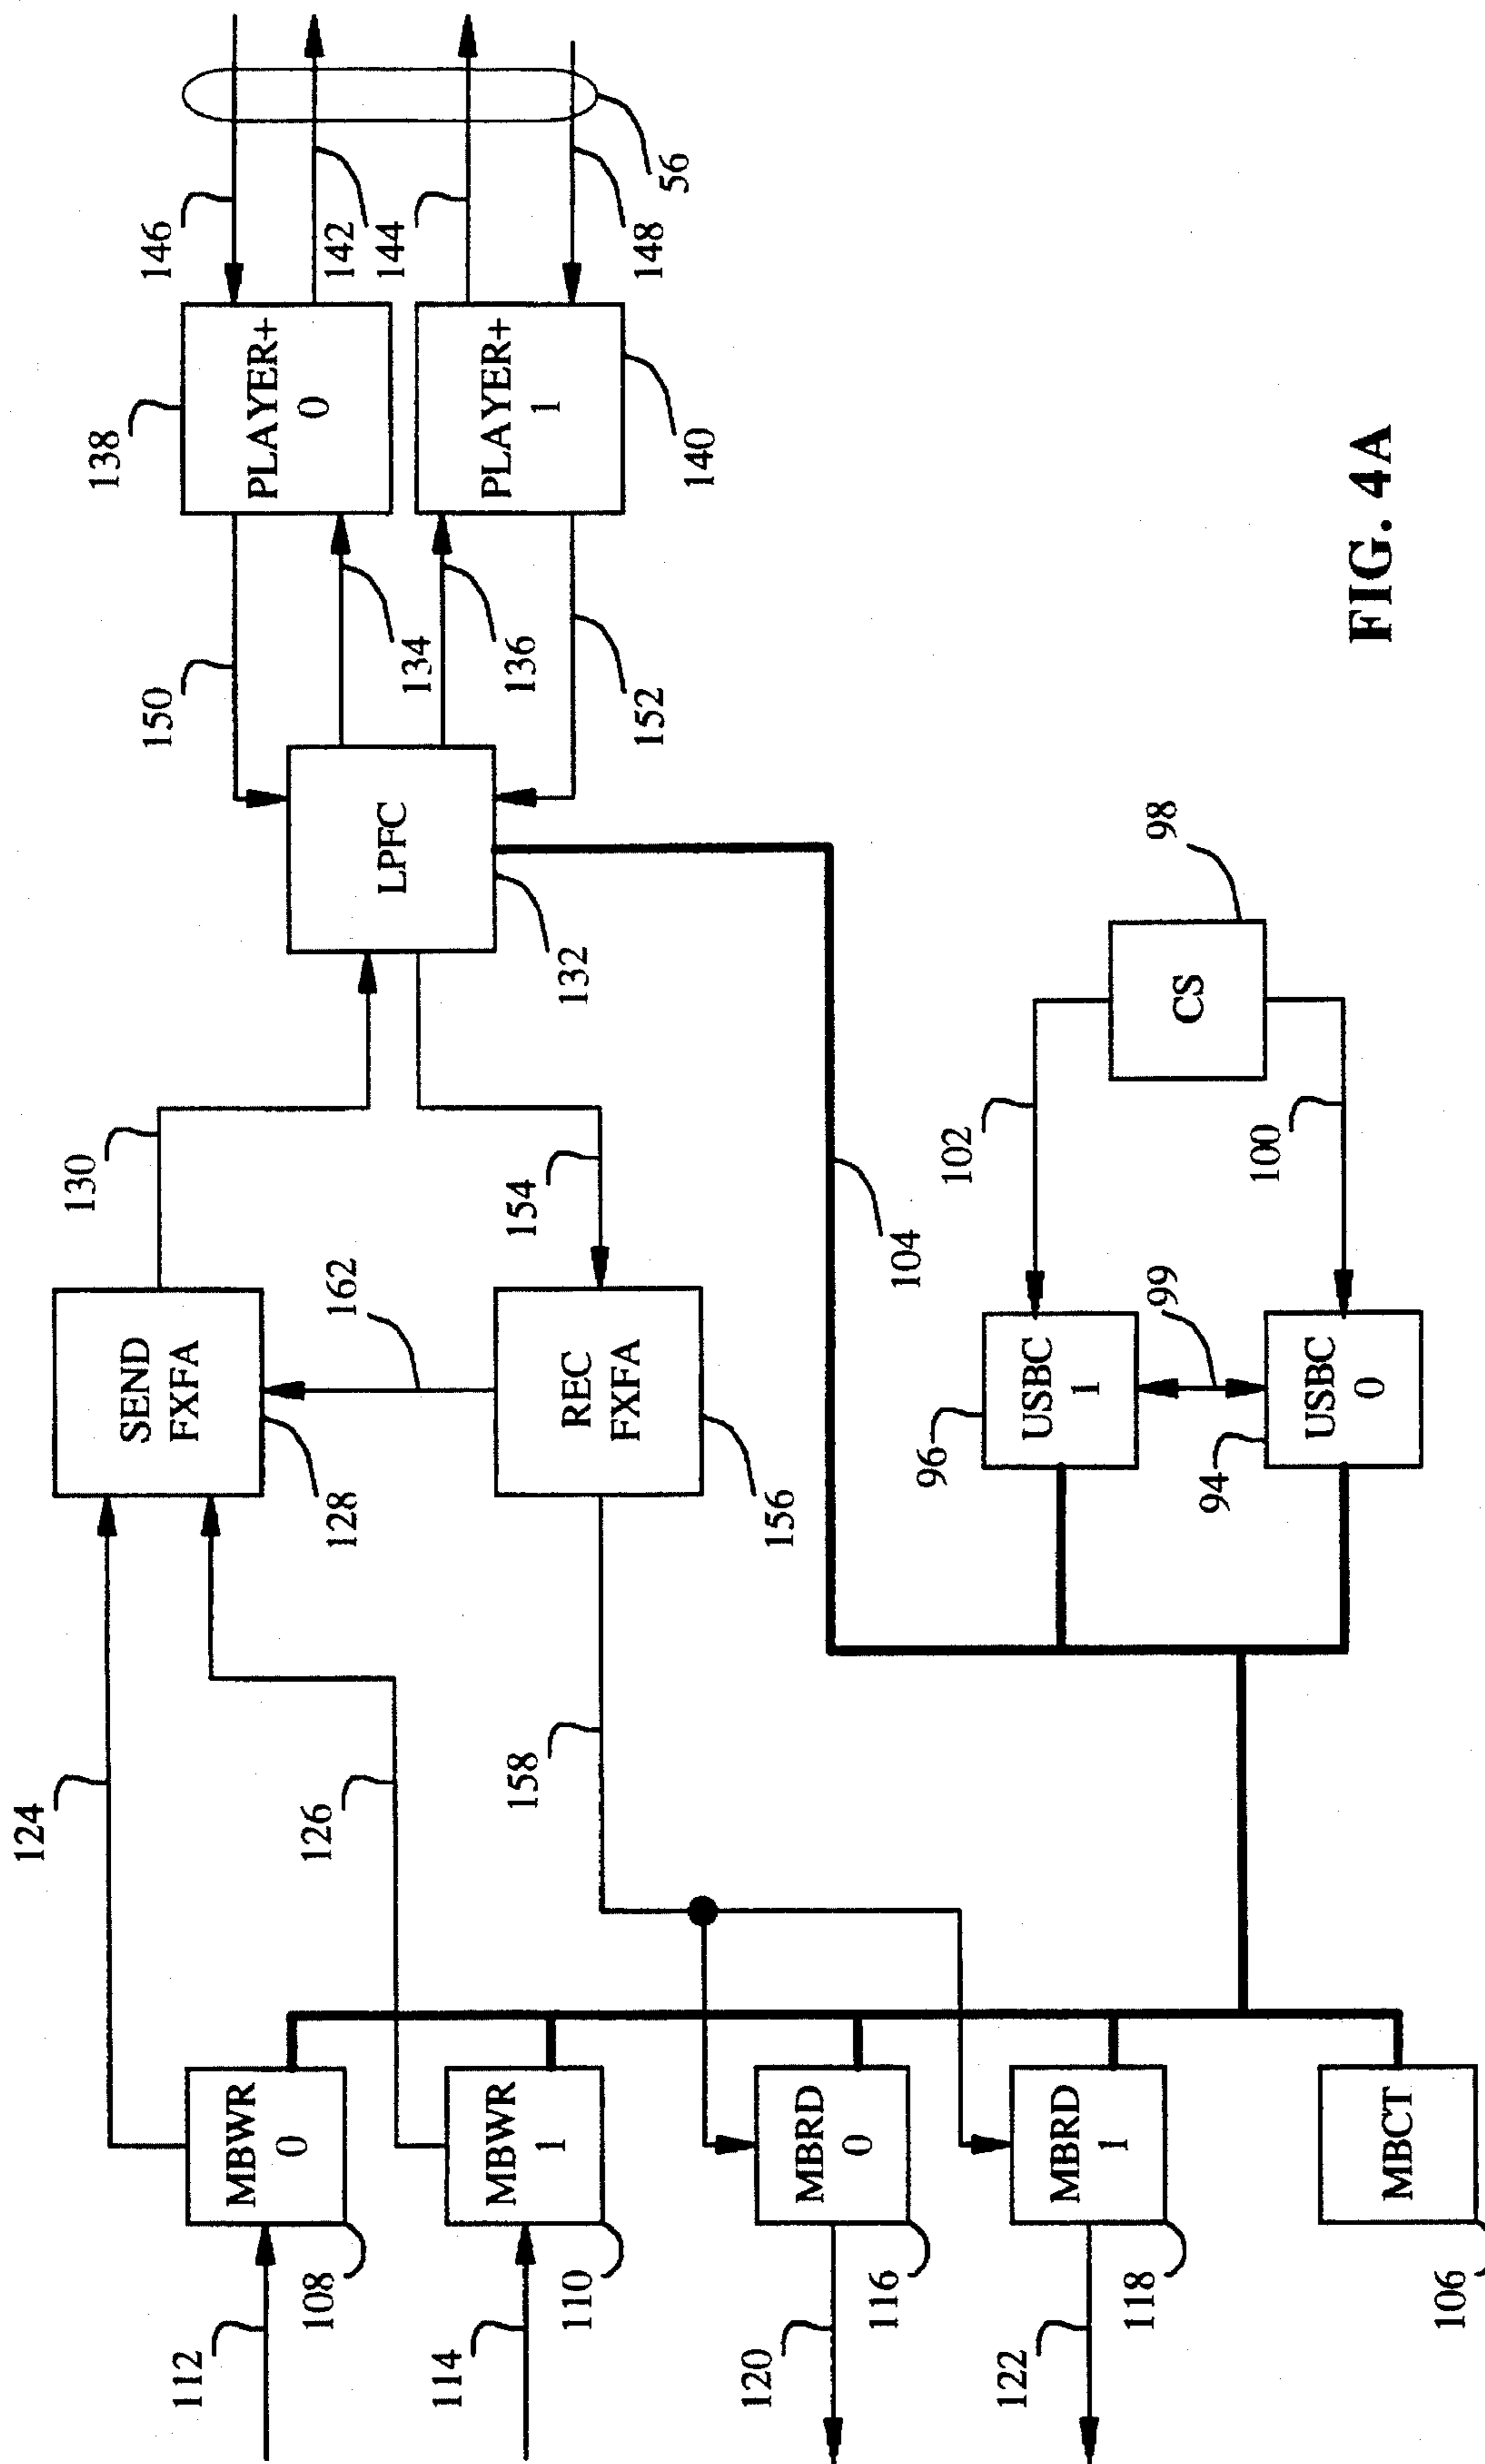 146
142
144
148
56
138
PLAYER+
0
PLAYER+
1
140
150
134
136
152
LPFC
132
130
154
104
SEND
FXFA
128
162
REC
FXFA
156
124
126
158
MBWR
0
108
112
MBWR
1
110
114
MBRD
0
116
120
MBRD
1
118
122
MBCT
106
USBC
1
96
99
USBC
0
94
102
100
CS
98
FIG. 4A